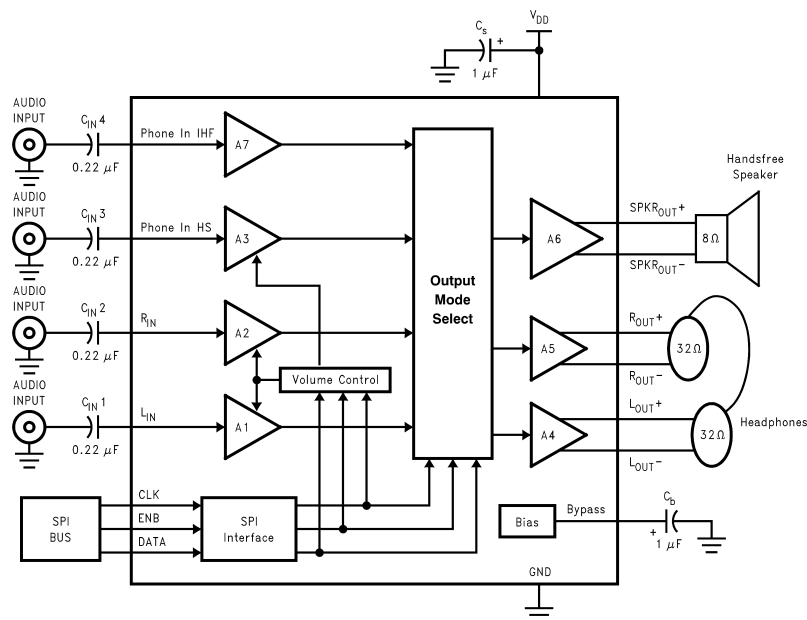 C_s
+
1 μF
V_DD
AUDIO
INPUT
C_IN 4
0.22 μF
Phone In IHF
A7
AUDIO
INPUT
C_IN 3
0.22 μF
Phone In HS
A3
AUDIO
INPUT
C_IN 2
0.22 μF
R_IN
A2
AUDIO
INPUT
C_IN 1
0.22 μF
L_IN
A1
Volume Control
Output
Mode
Select
A6
SPKR_OUT+
SPKR_OUT−
8Ω
Handsfree
Speaker
A5
R_OUT+
R_OUT−
32Ω
A4
L_OUT+
L_OUT−
32Ω
Headphones
SPI
BUS
CLK
ENB
DATA
SPI
Interface
Bias
Bypass
C_b
+
1 μF
GND